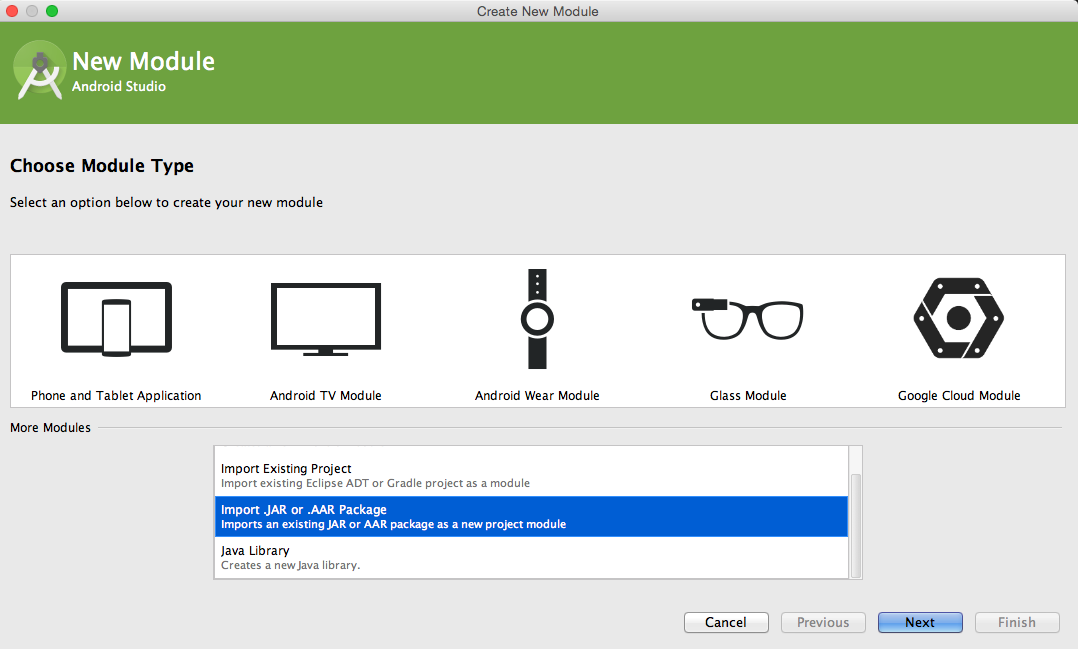 Create New Module
New Module
Android Studio
Choose Module Type
Select an option below to create your new module
Phone and Tablet Application
Android TV Module
Android Wear Module
Glass Module
Google Cloud Module
More Modules
Import Existing Project
Import existing Eclipse ADT or Gradle project as a module
Import .JAR or .AAR Package
Imports an existing JAR or AAR package as a new project module
Java Library
Creates a new Java library.
Cancel
Previous
Next
Finish